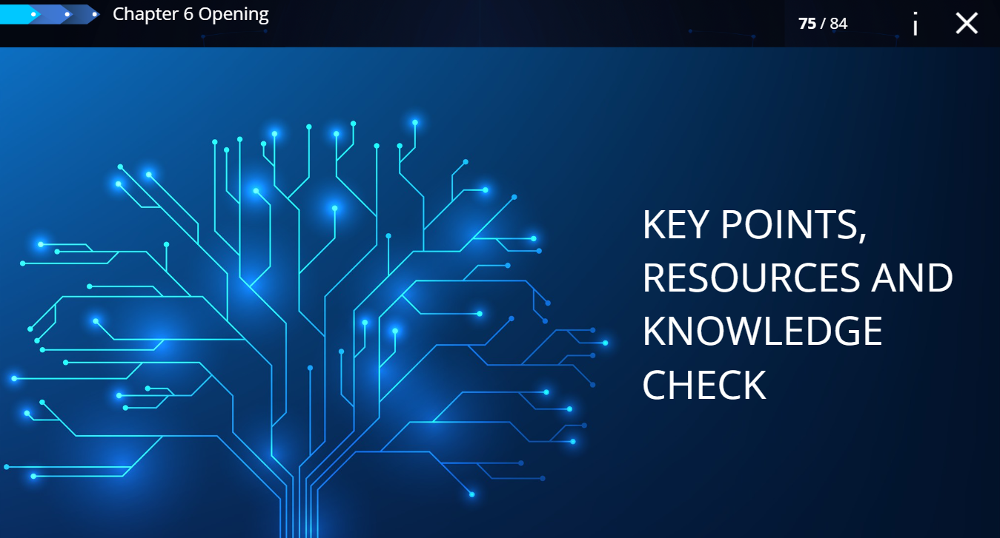 Chapter 6 Opening
75 / 84
i
KEY POINTS,
RESOURCES AND
KNOWLEDGE
CHECK